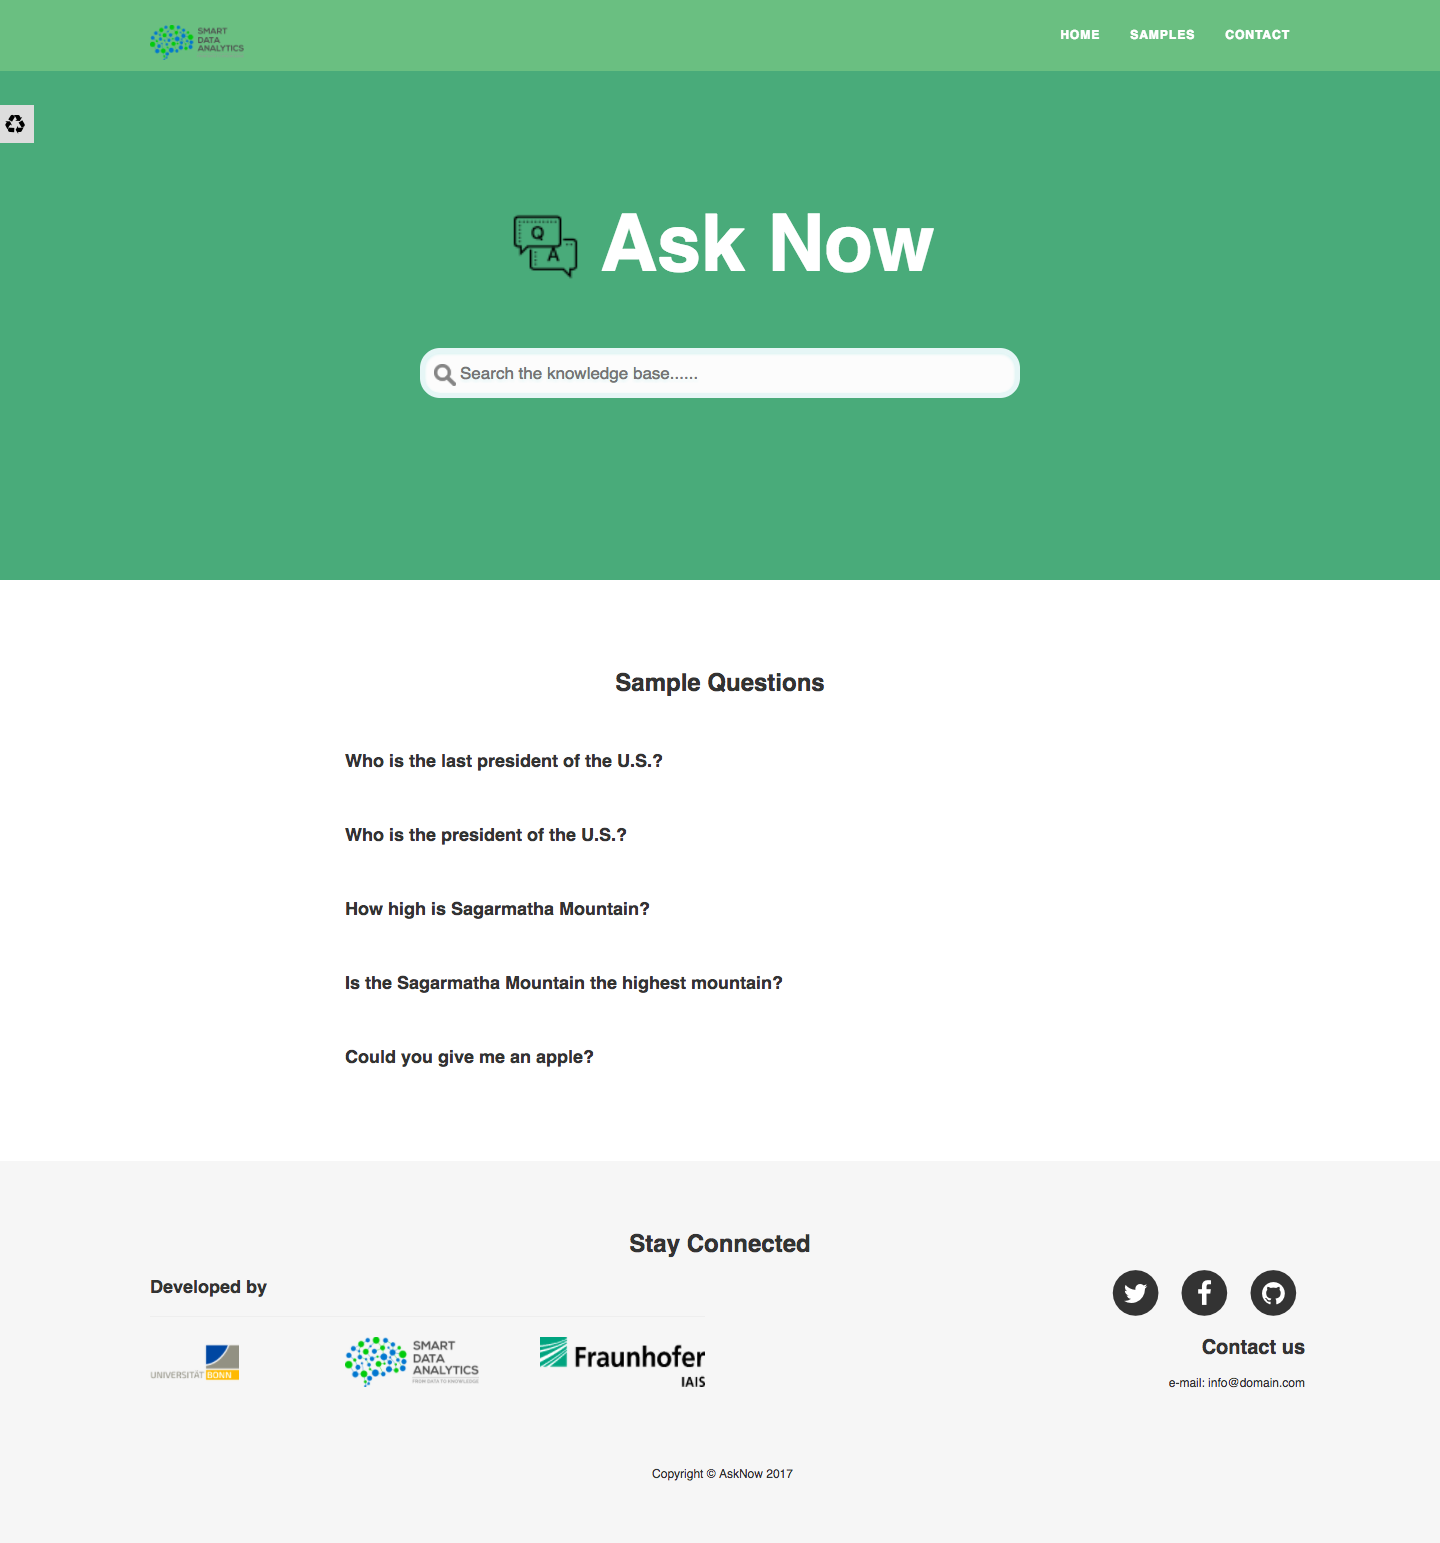 SMART
DATA
ANALYTICS
HOME SAMPLES CONTACT
Q
A
Ask Now
Search the knowledge base......
Sample Questions
Who is the last president of the U.S.?
Who is the president of the U.S.?
How high is Sagarmatha Mountain?
Is the Sagarmatha Mountain the highest mountain?
Could you give me an apple?
Stay Connected
Developed by
UNIVERSITÄT BONN
SMART
DATA
ANALYTICS
FROM DATA TO KNOWLEDGE
Fraunhofer
IAIS
Contact us
e-mail: info@domain.com
Copyright © AskNow 2017